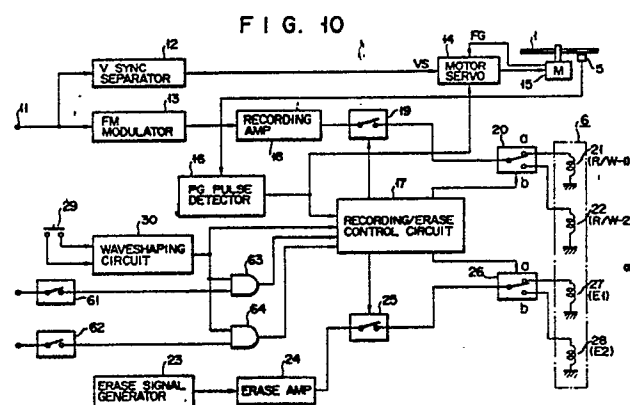 FIG. 10
12
V SYNC SEPARATOR
VS
14
MOTOR SERVO
FG
1
M
15
5
11
13
FM MODULATOR
RECORDING AMP
18
19
20
a
b
6
21 (R/W-1)
22 (R/W-2)
16
PG PULSE DETECTOR
17
RECORDING/ERASE CONTROL CIRCUIT
29
30
WAVESHAPING CIRCUIT
63
61
64
62
25
26
a
b
27 (E1)
28 (E2)
23
ERASE SIGNAL GENERATOR
24
ERASE AMP